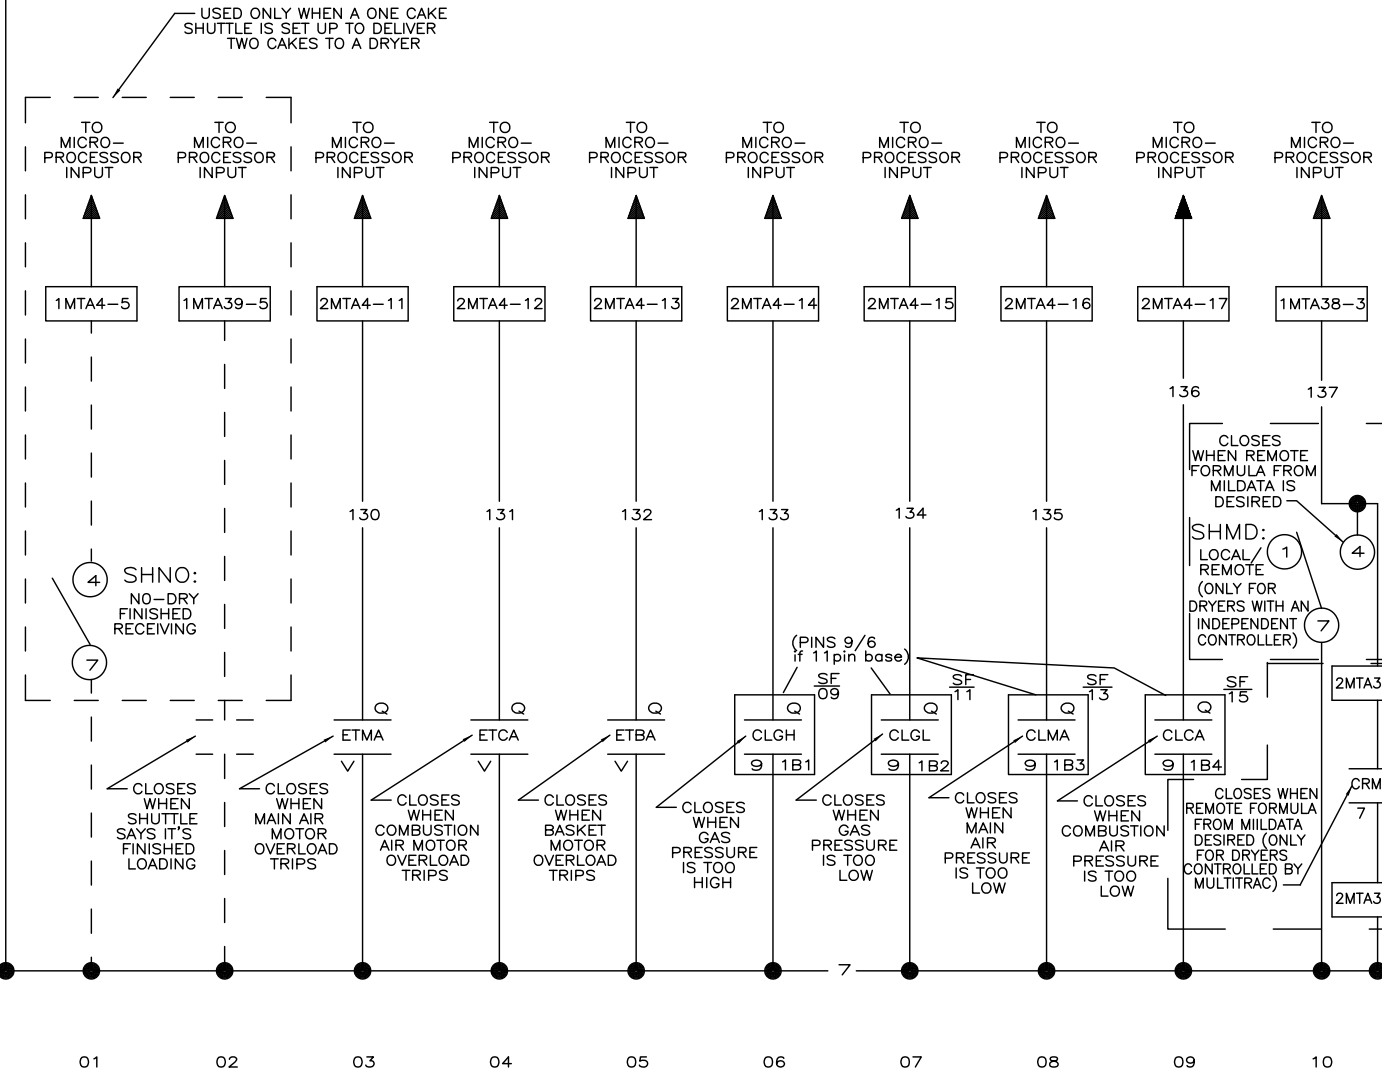 USED ONLY WHEN A ONE CAKE
SHUTTLE IS SET UP TO DELIVER
TWO CAKES TO A DRYER
TO
MICRO-
PROCESSOR
INPUT
TO
MICRO-
PROCESSOR
INPUT
TO
MICRO-
PROCESSOR
INPUT
TO
MICRO-
PROCESSOR
INPUT
TO
MICRO-
PROCESSOR
INPUT
TO
MICRO-
PROCESSOR
INPUT
TO
MICRO-
PROCESSOR
INPUT
TO
MICRO-
PROCESSOR
INPUT
TO
MICRO-
PROCESSOR
INPUT
TO
MICRO-
PROCESSOR
INPUT
1MTA4-5
1MTA39-5
2MTA4-11
2MTA4-12
2MTA4-13
2MTA4-14
2MTA4-15
2MTA4-16
2MTA4-17
1MTA38-3
136
137
130
131
132
133
134
135
CLOSES
WHEN REMOTE
FORMULA FROM
MILDATA IS
DESIRED
SHMD:
LOCAL/
REMOTE
(ONLY FOR
DRYERS WITH AN
INDEPENDENT
CONTROLLER)
1
4
7
4
SHNO:
NO-DRY
FINISHED
RECEIVING
7
(PINS 9/6
if 11pin base)
SF
09
SF
11
SF
13
SF
15
2MTA3
Q
ETMA
V
Q
ETCA
V
Q
ETBA
V
Q
CLGH
9 1B1
Q
CLGL
9 1B2
Q
CLMA
9 1B3
Q
CLCA
9 1B4
CRM
7
2MTA3
CLOSES
WHEN
SHUTTLE
SAYS IT'S
FINISHED
LOADING
CLOSES
WHEN
MAIN AIR
MOTOR
OVERLOAD
TRIPS
CLOSES
WHEN
COMBUSTION
AIR MOTOR
OVERLOAD
TRIPS
CLOSES
WHEN
BASKET
MOTOR
OVERLOAD
TRIPS
CLOSES
WHEN
GAS
PRESSURE
IS TOO
HIGH
CLOSES
WHEN
GAS
PRESSURE
IS TOO
LOW
CLOSES
WHEN
MAIN
AIR
PRESSURE
IS TOO
LOW
CLOSES
WHEN
COMBUSTION
AIR
PRESSURE
IS TOO
LOW
CLOSES WHEN
REMOTE FORMULA
FROM MILDATA
DESIRED (ONLY
FOR DRYERS
CONTROLLED BY
MULTITRAC)
7
01
02
03
04
05
06
07
08
09
10